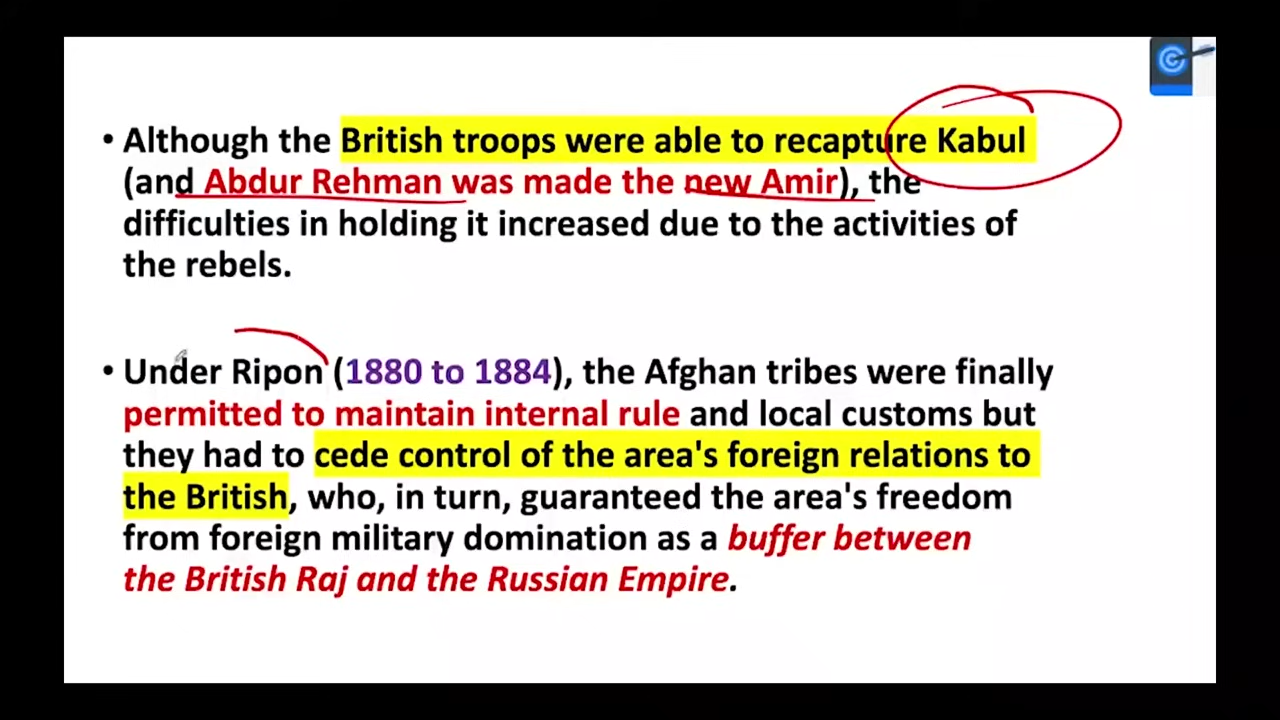 • Although the British troops were able to recapture Kabul
(and Abdur Rehman was made the new Amir), the
difficulties in holding it increased due to the activities of
the rebels.
• Under Ripon (1880 to 1884), the Afghan tribes were finally
permitted to maintain internal rule and local customs but
they had to cede control of the area's foreign relations to
the British, who, in turn, guaranteed the area's freedom
from foreign military domination as a buffer between
the British Raj and the Russian Empire.